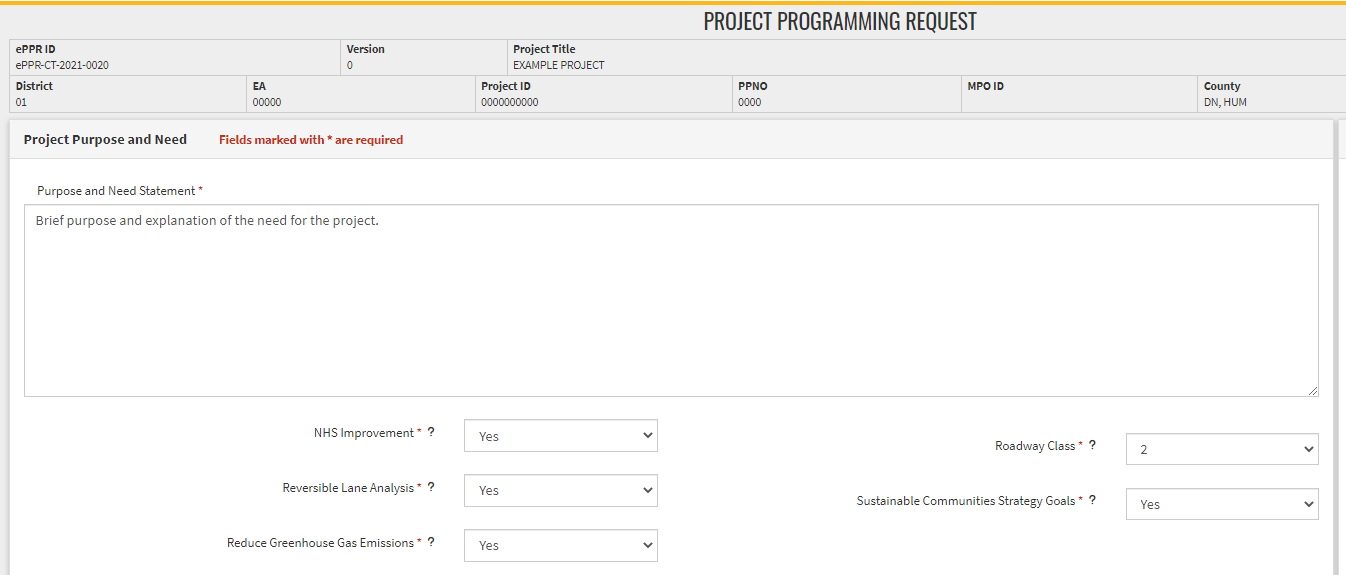 PROJECT PROGRAMMING REQUEST
ePPR ID Version Project Title
ePPR-CT-2021-0020 0 EXAMPLE PROJECT
District EA Project ID PPNO MPO ID County
01 00000 0000000000 0000 DN, HUM
Project Purpose and Need Fields marked with * are required
Purpose and Need Statement *
Brief purpose and explanation of the need for the project.
NHS Improvement * ? Yes
Roadway Class * ? 2
Reversible Lane Analysis * ? Yes
Sustainable Communities Strategy Goals * ? Yes
Reduce Greenhouse Gas Emissions * ? Yes